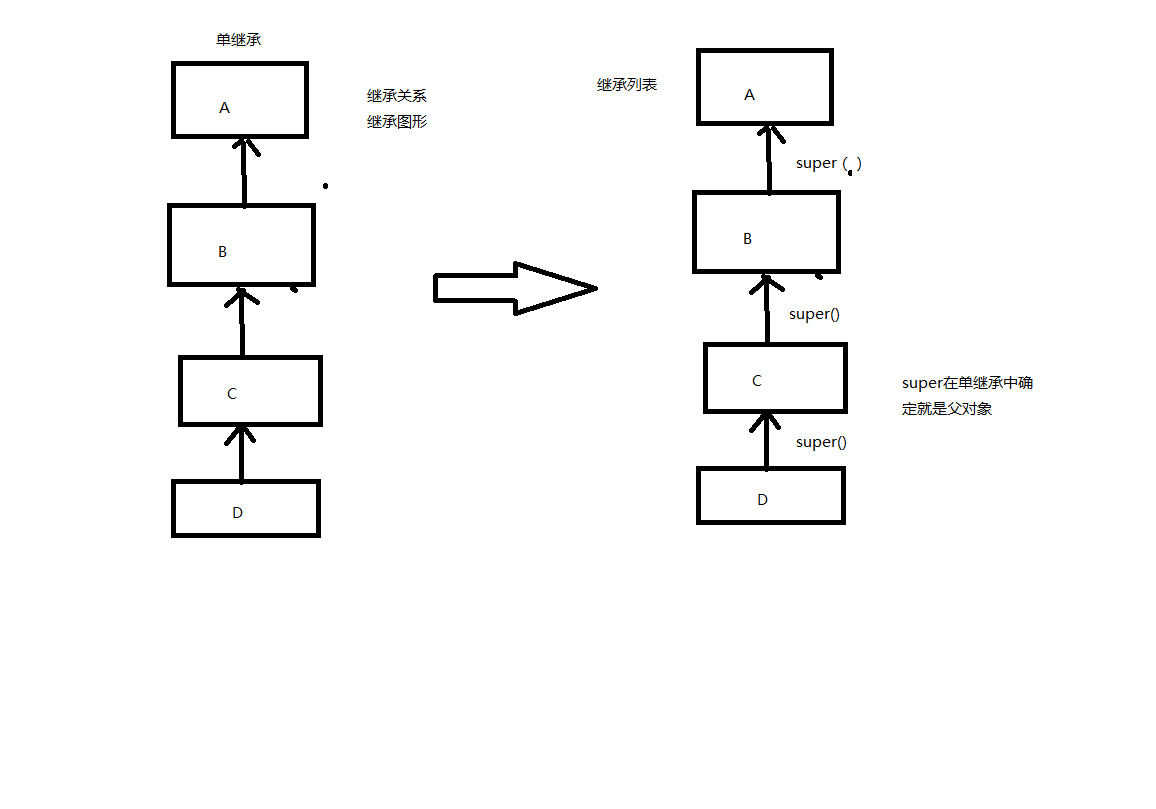 单继承
A
继承关系
继承图形
B
C
D
继承列表
A
super ( )
B
super()
C
super在单继承中确
定就是父对象
super()
D